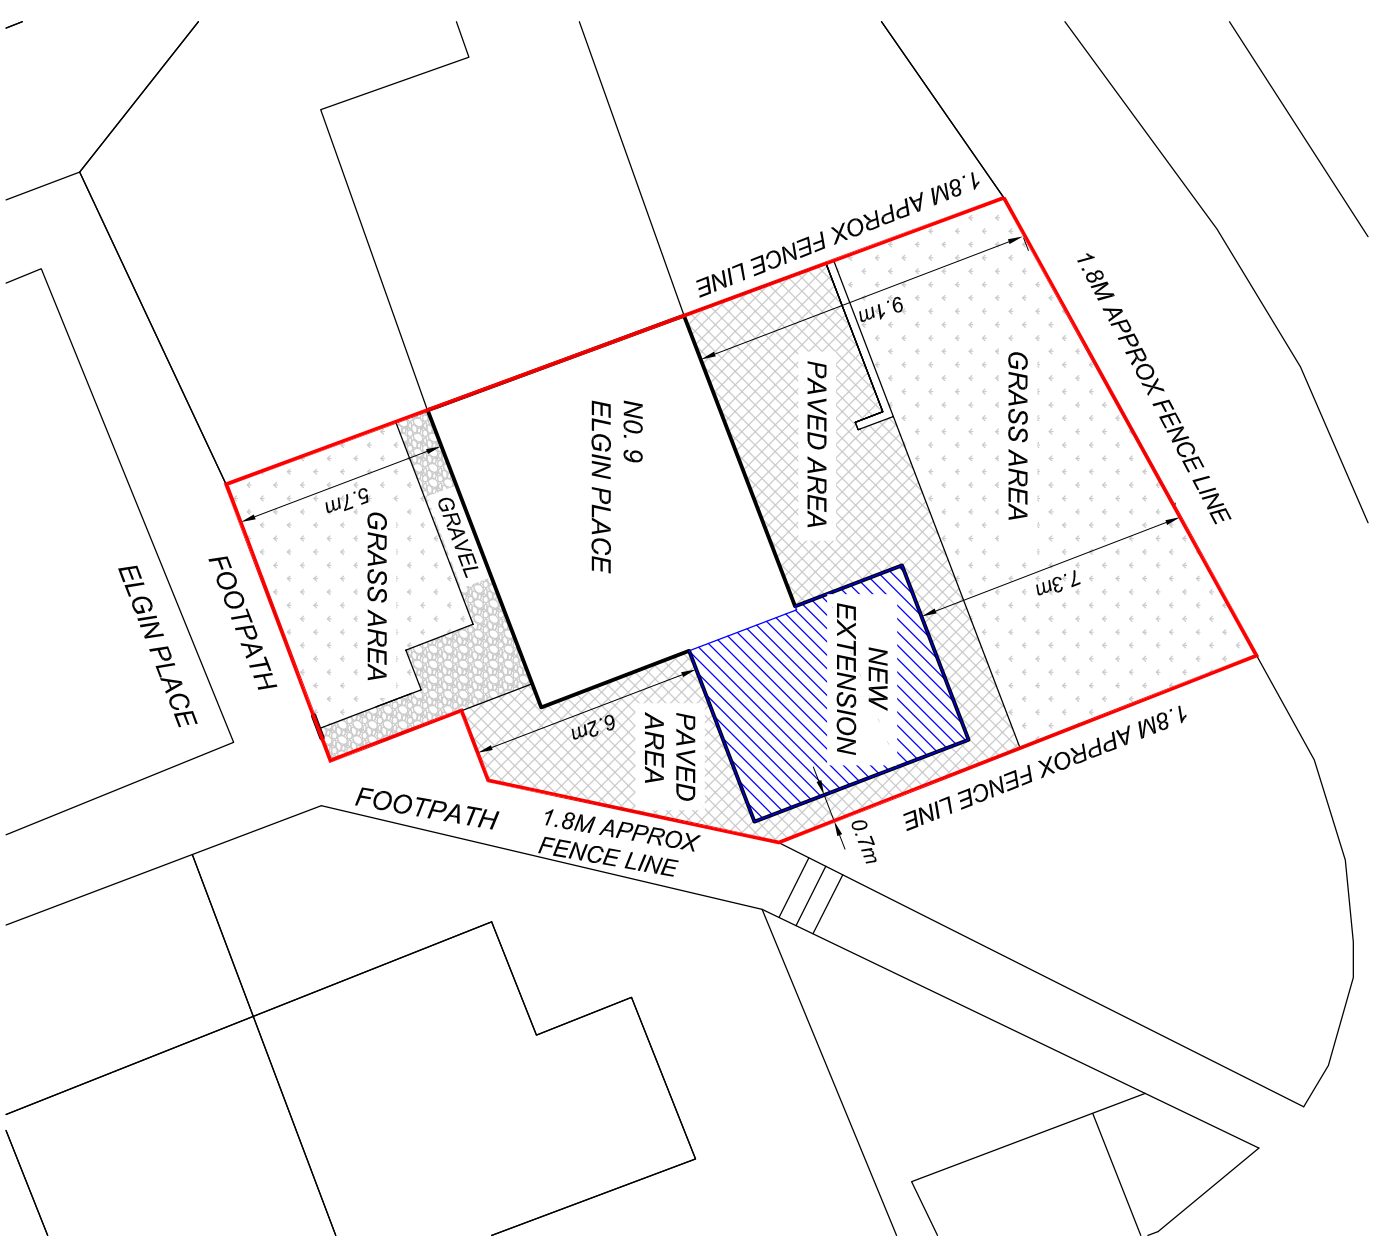 1.8M APPROX FENCE LINE
1.8M APPROX FENCE LINE
9.1m
PAVED AREA
GRASS AREA
N0. 9
ELGIN PLACE
5.7m
GRASS AREA
GRAVEL
FOOTPATH
ELGIN PLACE
7.3m
NEW
EXTENSION
6.2m
PAVED
AREA
1.8M APPROX FENCE LINE
0.7m
FOOTPATH
1.8M APPROX
FENCE LINE